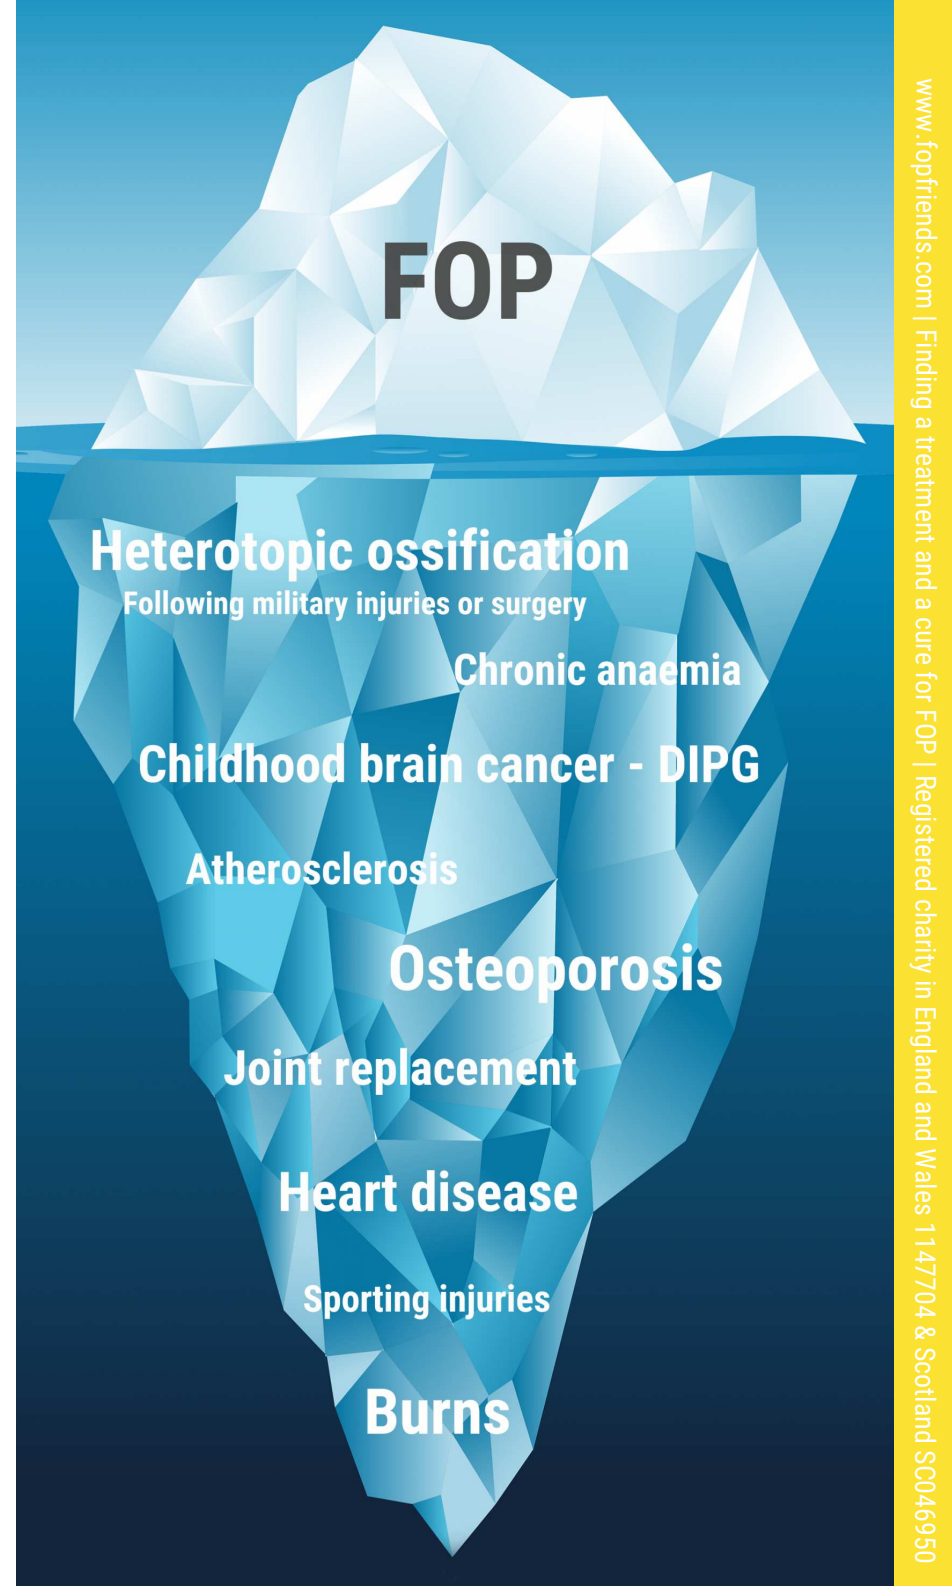 FOP
Heterotopic ossification
Following military injuries or surgery
Chronic anaemia
Childhood brain cancer - DIPG
Atherosclerosis
Osteoporosis
Joint replacement
Heart disease
Sporting injuries
Burns
www.fopfriends.com | Finding a treatment and a cure for FOP | Registered charity in England and Wales 1147704 & Scotland SC046950